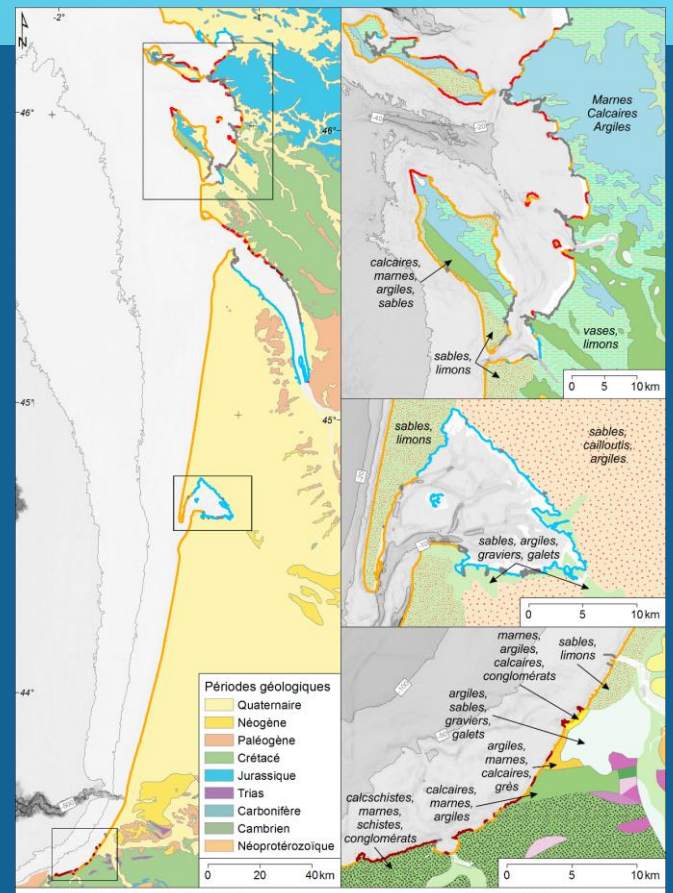 -2°
-1°
N
46°
46°
45°
45°
44°
-500
Périodes géologiques
Quaternaire
Néogène
Paléogène
Crétacé
Jurassique
Trias
Carbonifère
Cambrien
Néoprotérozoïque
0 20 40 km
-40
-20
Marnes
Calcaires
Argiles
calcaires,
marnes,
argiles,
sables
sables,
limons
vases,
limons
0 5 10 km
sables,
limons
sables,
cailloutis,
argiles
sables, argiles,
graviers, galets
0 5 10 km
marnes,
argiles,
calcaires,
conglomérats
sables,
limons
argiles,
sables,
graviers,
galets
argiles,
marnes,
calcaires,
grès
calcaires,
marnes,
argiles
calcschistes,
marnes,
schistes,
conglomérats
0 5 10 km